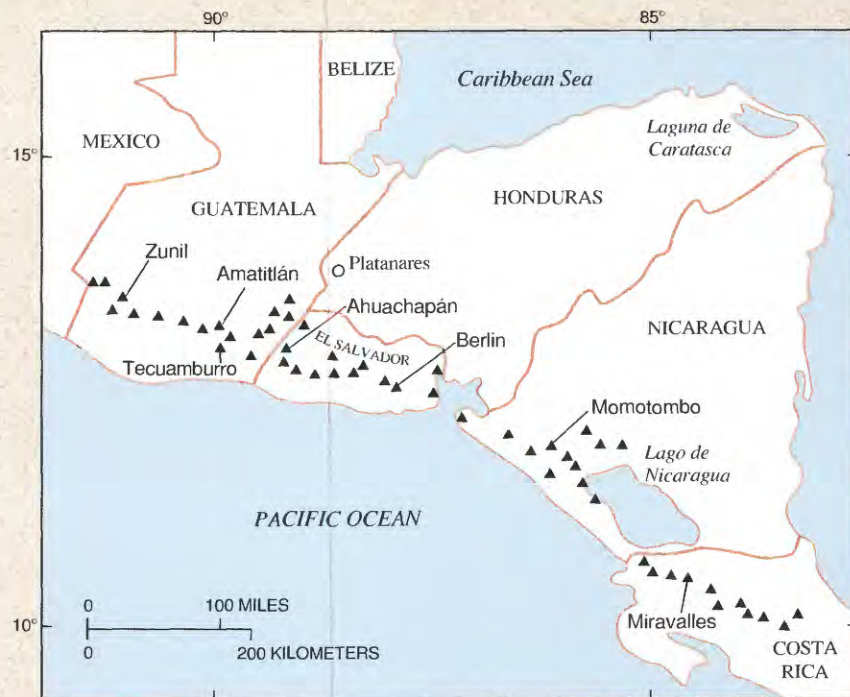 90°
85°
BELIZE
Caribbean Sea
MEXICO
Laguna de
Caratasca
15°
HONDURAS
GUATEMALA
Zunil
Amatitlán
Platanares
Ahuachapán
NICARAGUA
EL SALVADOR
Berlin
Tecuamburro
Momotombo
Lago de
Nicaragua
PACIFIC OCEAN
0 100 MILES
Miravalles
10°
0 200 KILOMETERS
COSTA
RICA